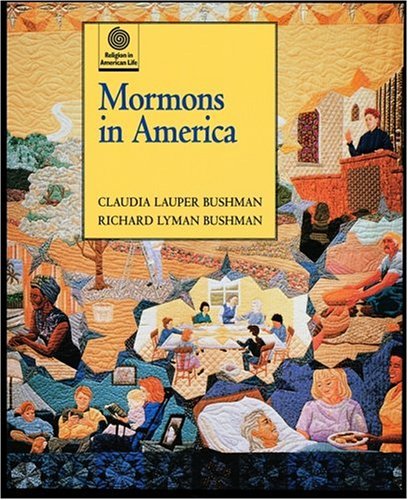 Religion in
American Life
Mormons
in America
CLAUDIA LAUPER BUSHMAN
RICHARD LYMAN BUSHMAN